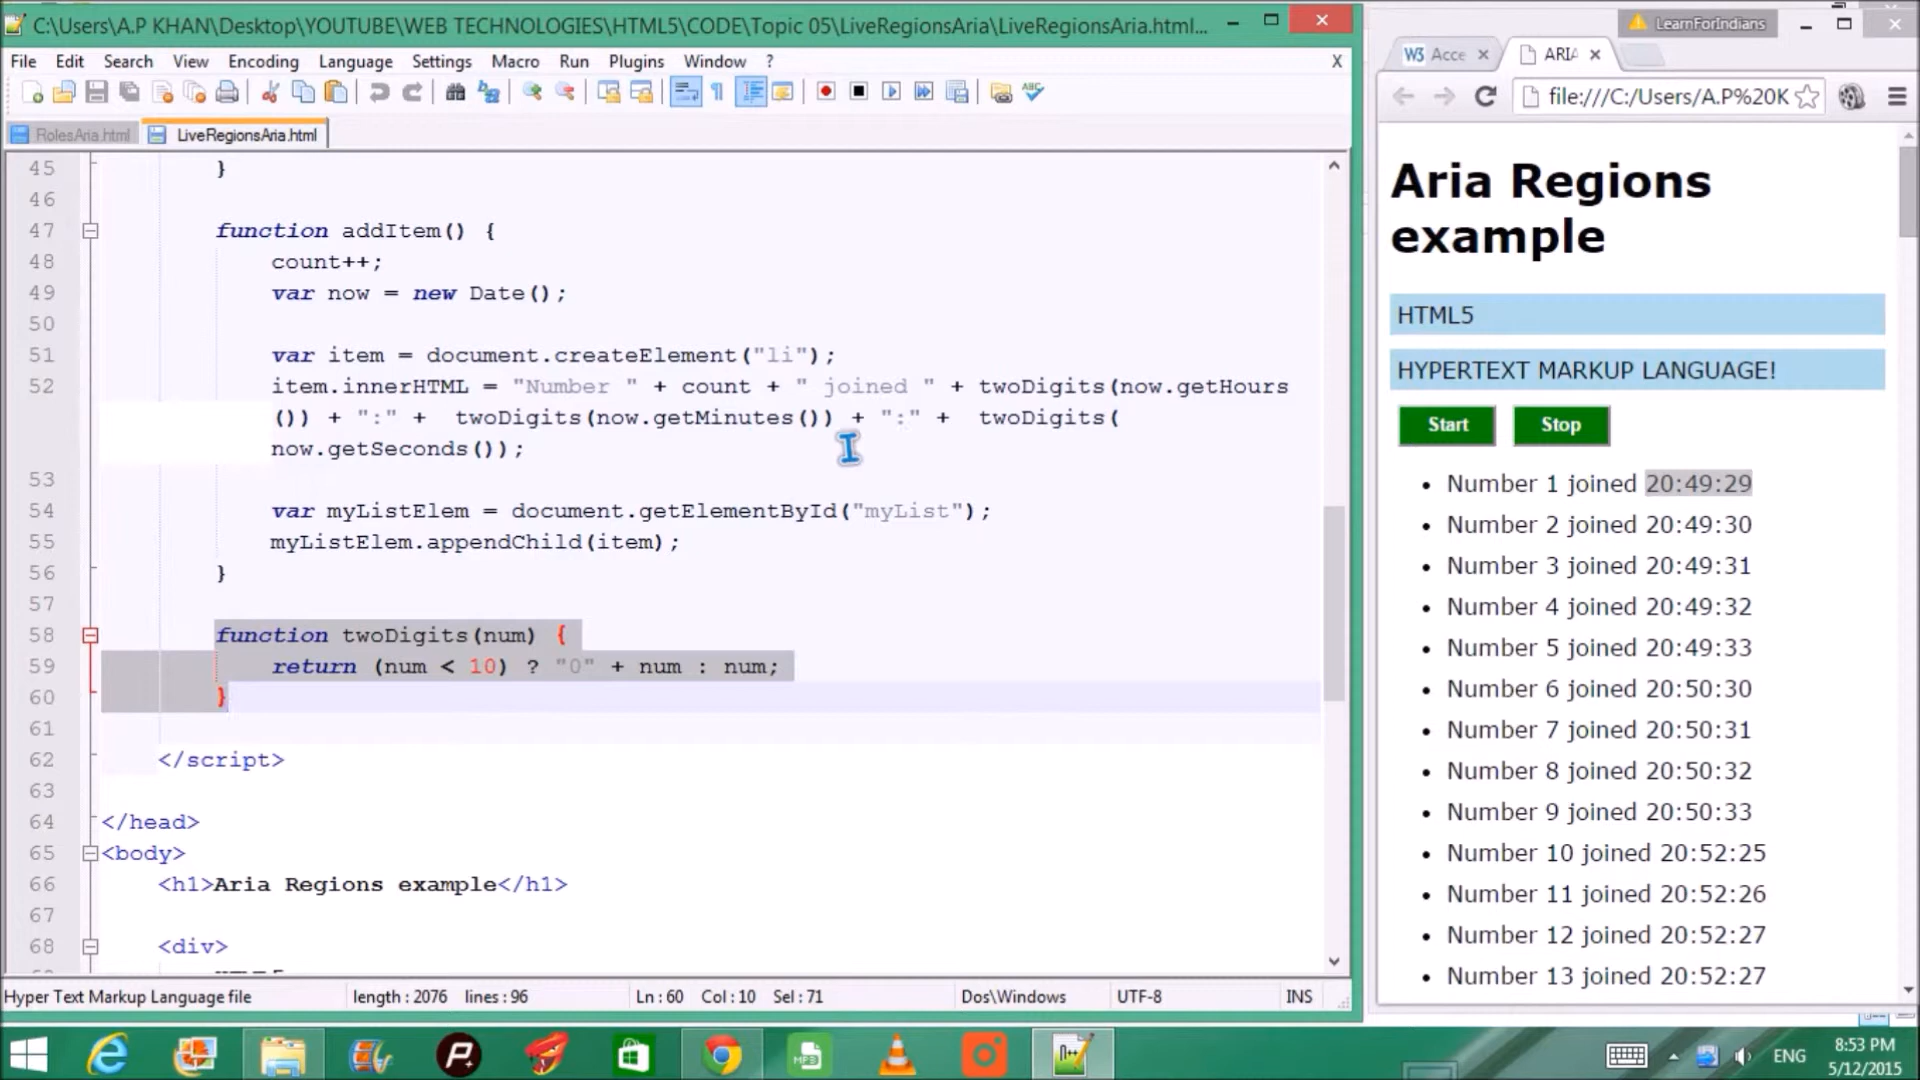 C:\Users\A.P KHAN\Desktop\YOUTUBE\WEB TECHNOLOGIES\HTML5\CODE\Topic 05\LiveRegionsAria\LiveRegionsAria.html...
File Edit Search View Encoding Language Settings Macro Run Plugins Window ? X
RolesAria.html LiveRegionsAria.html
45 }
46
47 function addItem() {
48 count++;
49 var now = new Date();
50
51 var item = document.createElement("li");
52 item.innerHTML = "Number " + count + " joined " + twoDigits(now.getHours
()) + ":" + twoDigits(now.getMinutes()) + ":" + twoDigits(
now.getSeconds());
53
54 var myListElem = document.getElementById("myList");
55 myListElem.appendChild(item);
56 }
57
58 function twoDigits(num) {
59 return (num < 10) ? "0" + num : num;
60 }
61
62 </script>
63
64 </head>
65 <body>
66 <h1>Aria Regions example</h1>
67
68 <div>
Hyper Text Markup Language file length : 2076 lines : 96 Ln : 60 Col : 10 Sel : 71 Dos\Windows UTF-8 INS
LearnForIndians
W3 Acce ARIA
file:///C:/Users/A.P%20K
Aria Regions
example
HTML5
HYPERTEXT MARKUP LANGUAGE!
Start Stop
• Number 1 joined 20:49:29
• Number 2 joined 20:49:30
• Number 3 joined 20:49:31
• Number 4 joined 20:49:32
• Number 5 joined 20:49:33
• Number 6 joined 20:50:30
• Number 7 joined 20:50:31
• Number 8 joined 20:50:32
• Number 9 joined 20:50:33
• Number 10 joined 20:52:25
• Number 11 joined 20:52:26
• Number 12 joined 20:52:27
• Number 13 joined 20:52:27
MP3
ENG
8:53 PM
5/12/2015